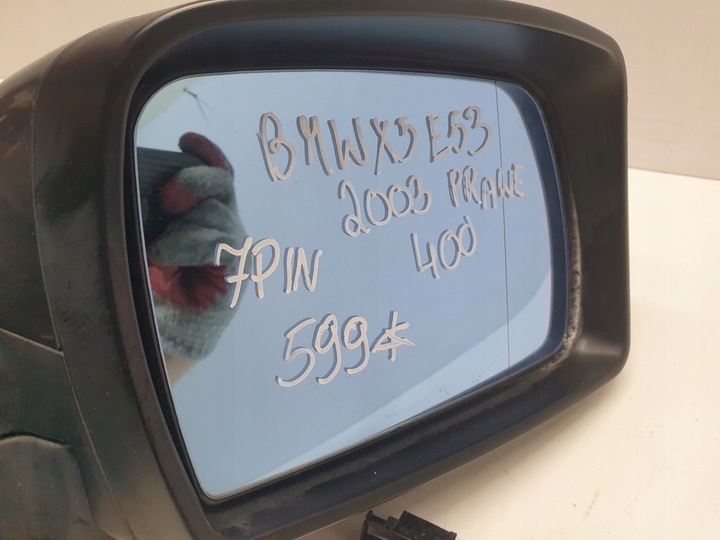 BMW X5 E53
2003 PRAWE
7PIN 400
599*